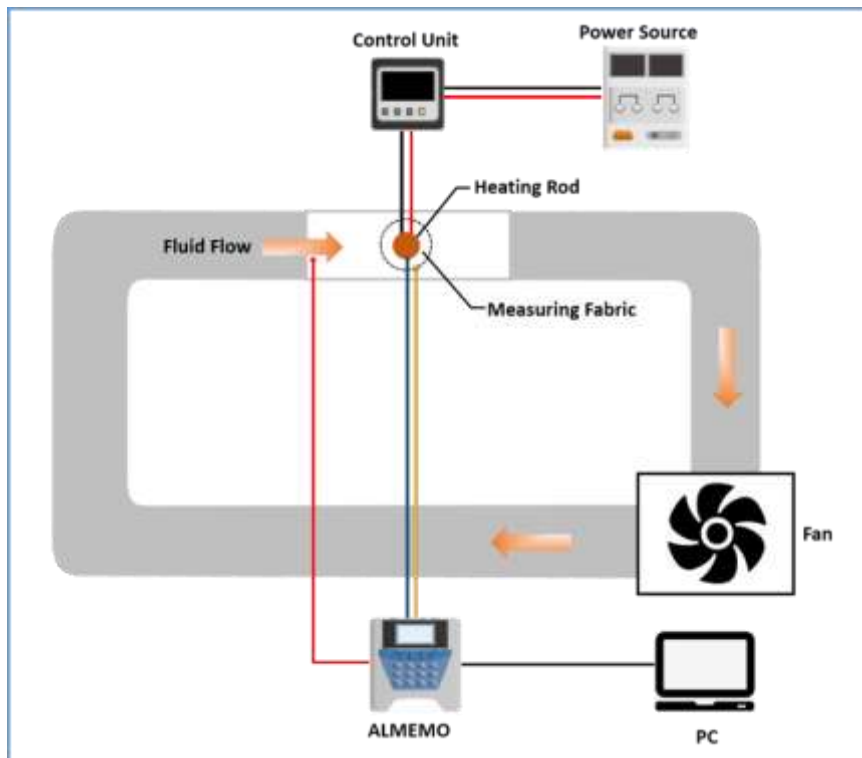 Power Source
Control Unit
Heating Rod
Fluid Flow
Measuring Fabric
Fan
ALMEMO
PC